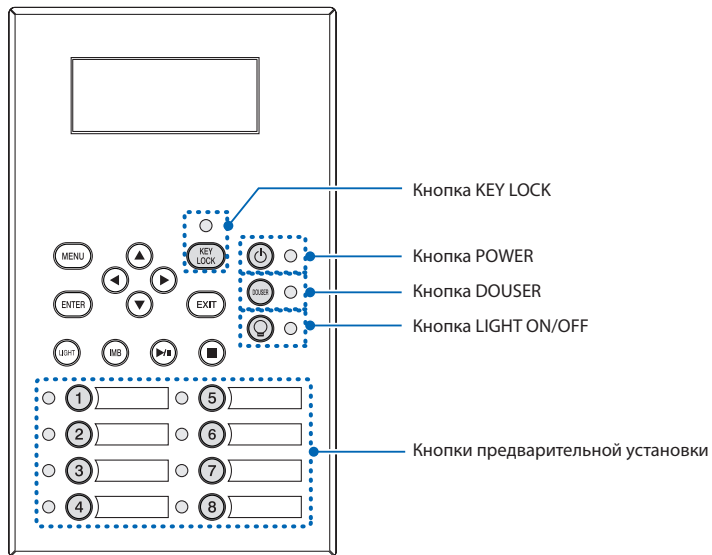 Кнопка KEY LOCK
KEY
LOCK
MENU
Кнопка POWER
DOUSER
Кнопка DOUSER
ENTER
EXIT
Кнопка LIGHT ON/OFF
LIGHT
IMB
1
5
2
6
Кнопки предварительной установки
3
7
4
8